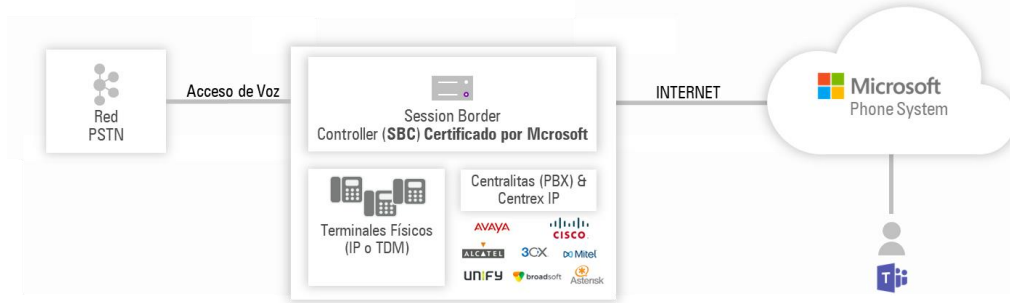 Red
PSTN
Acceso de Voz
Session Border
Controller (SBC) Certificado por Mcrosoft
Terminales Físicos
(IP o TDM)
Centralitas (PBX) &
Centrex IP
AVAYA
CISCO
ALCATEL
3CX
Mitel
UNIFY
broadsoft
Asterisk
INTERNET
Microsoft
Phone System
T